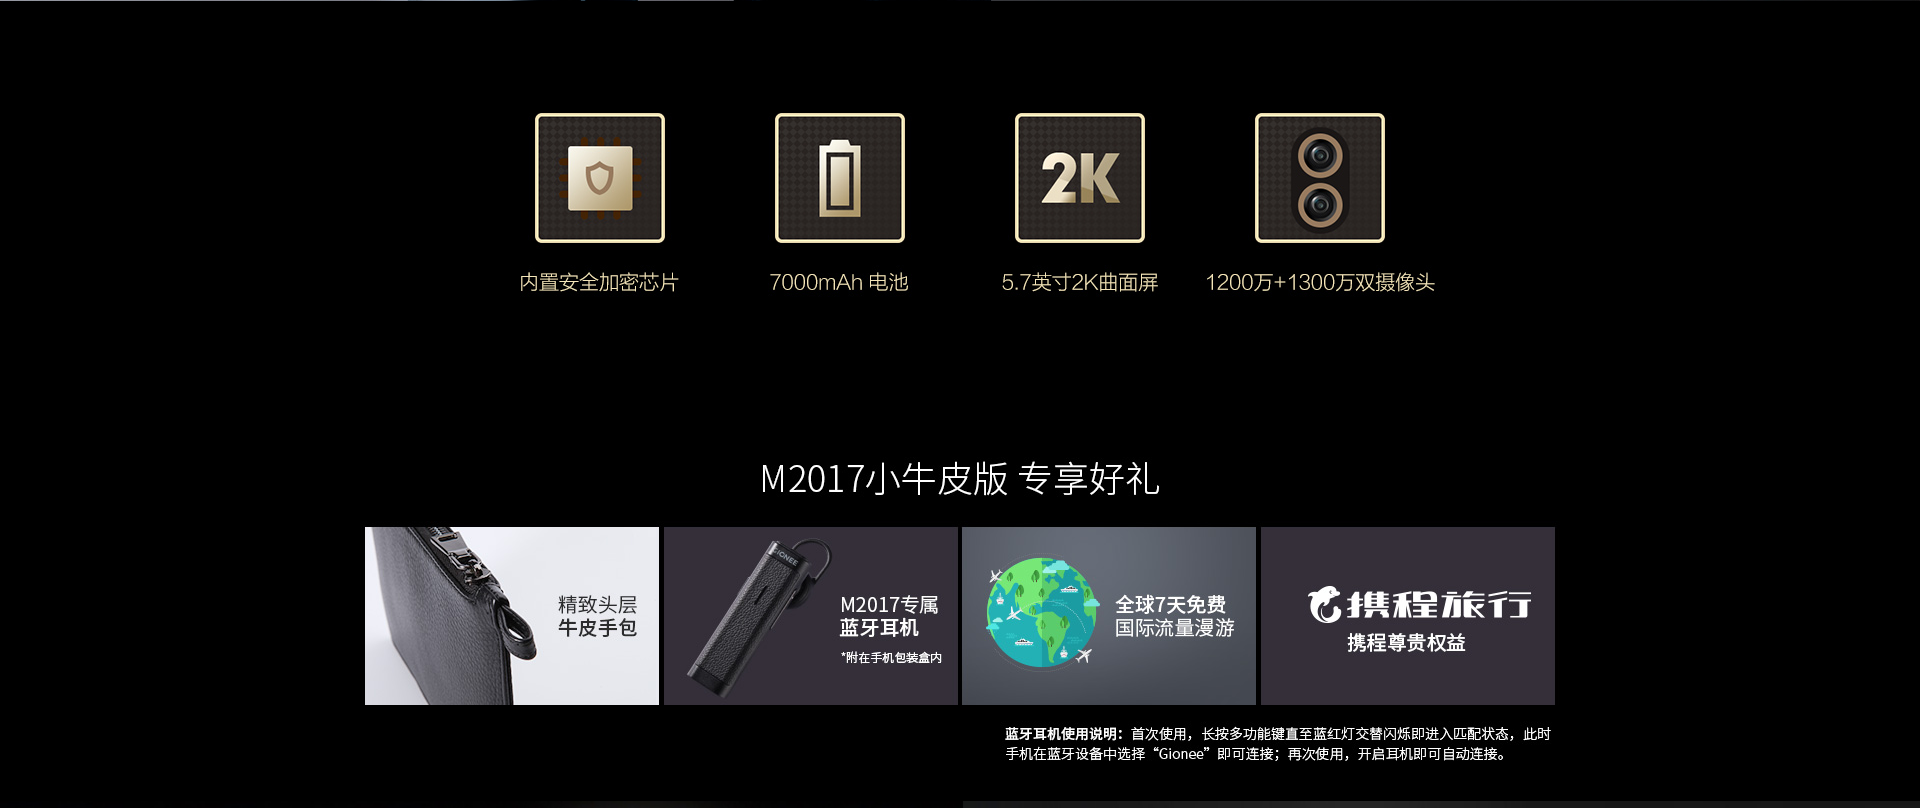 2K
内置安全加密芯片
7000mAh 电池
5.7英寸2K曲面屏
1200万+1300万双摄像头
M2017小牛皮版 专享好礼
精致头层
牛皮手包
GIONEE
M2017专属
蓝牙耳机
*附在手机包装盒内
全球7天免费
国际流量漫游
携程旅行
携程尊贵权益
蓝牙耳机使用说明：首次使用，长按多功能键直至蓝红灯交替闪烁即进入匹配状态，此时
手机在蓝牙设备中选择“Gionee”即可连接；再次使用，开启耳机即可自动连接。